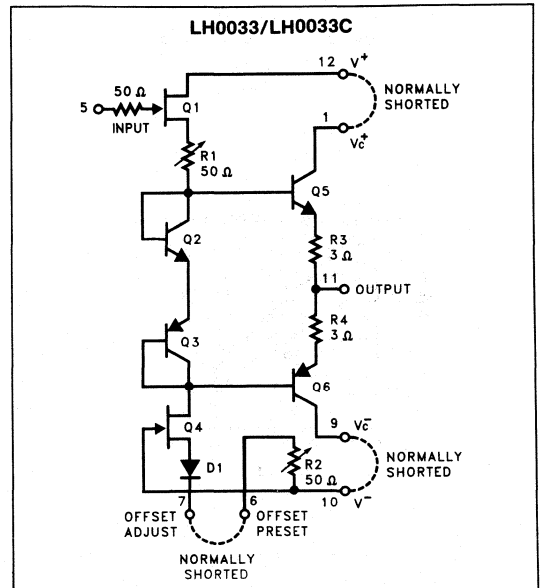 LH0033/LH0033C
12 V+
NORMALLY
SHORTED
50 Ω
5
Q1
INPUT
1
Vc+
R1
50 Ω
Q5
Q2
R3
3 Ω
11 OUTPUT
R4
3 Ω
Q3
Q6
9 Vc-
Q4
NORMALLY
SHORTED
D1
R2
50 Ω
7
6
10 V-
OFFSET
ADJUST
OFFSET
PRESET
NORMALLY
SHORTED